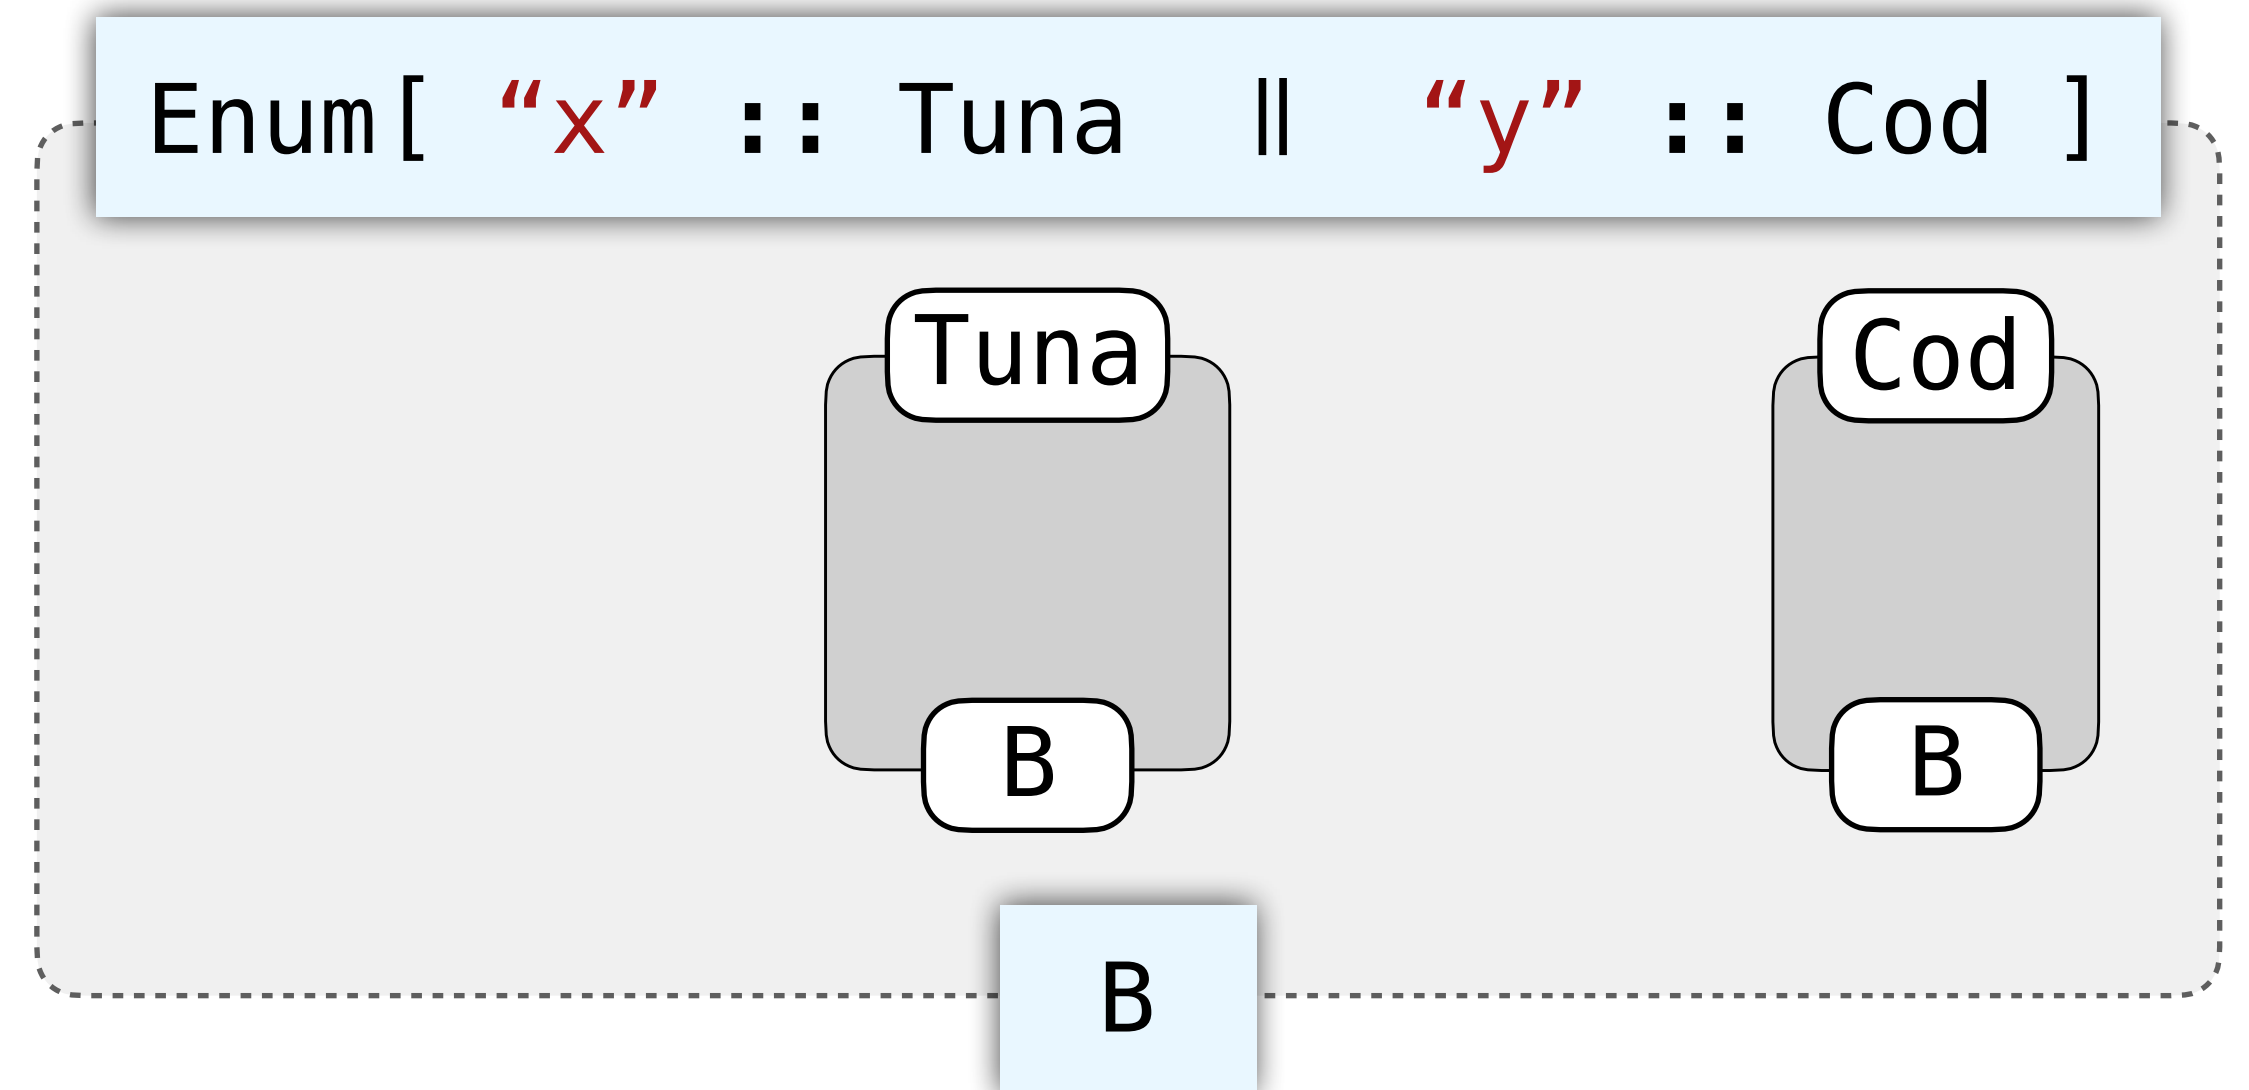 Enum[ “x” :: Tuna || “y” :: Cod ]
Tuna Cod
B B
B